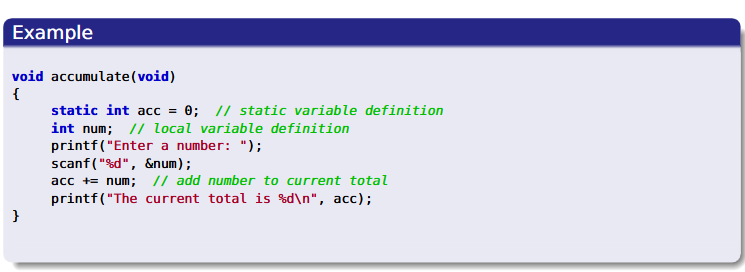 Example
void accumulate(void)
{
static int acc = 0; // static variable definition
int num; // local variable definition
printf("Enter a number: ");
scanf("%d", &num);
acc += num; // add number to current total
printf("The current total is %d\n", acc);
}